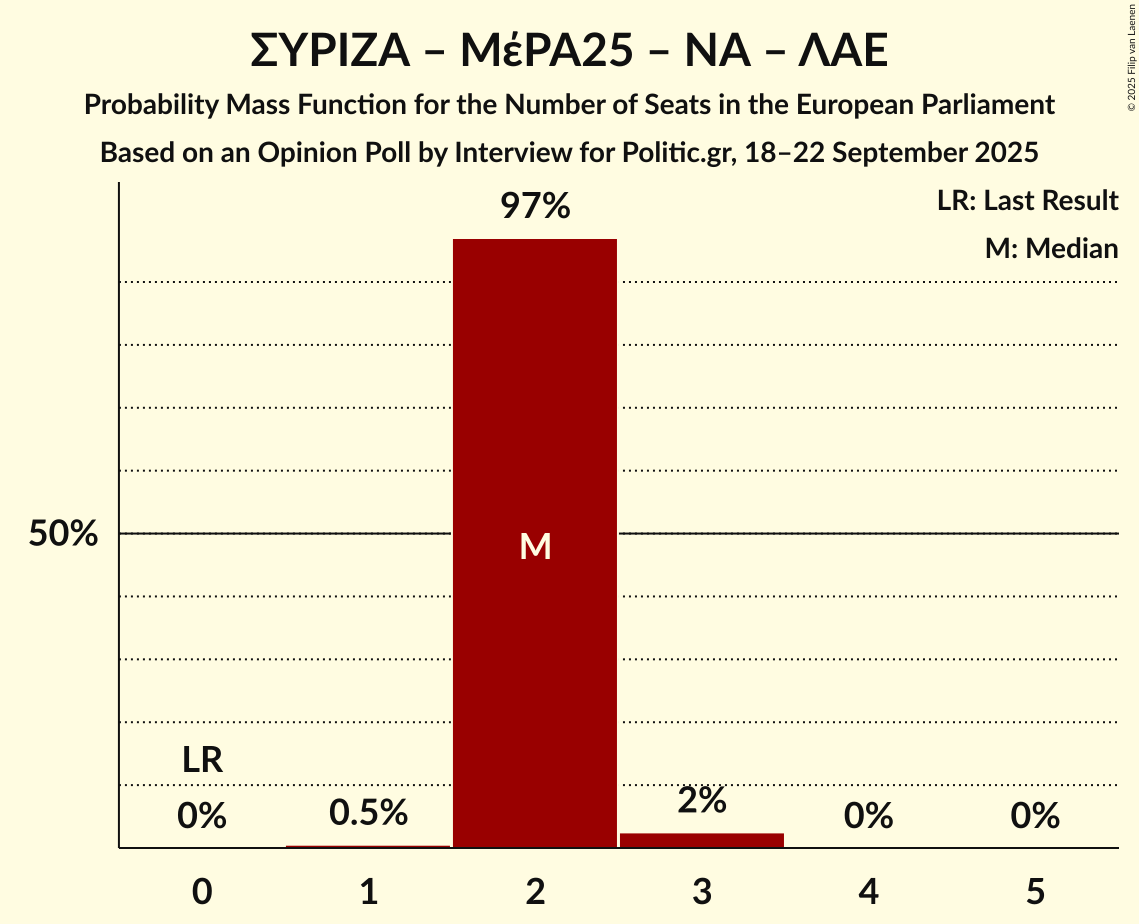 ΣΥΡΙΖΑ – ΜέΡΑ25 – ΝΑ – ΛΑΕ
Probability Mass Function for the Number of Seats in the European Parliament
Based on an Opinion Poll by Interview for Politic.gr, 18–22 September 2025
© 2025 Filip van Laenen
LR: Last Result
M: Median
97%
50%
M
LR
0%
0.5%
2%
0%
0%
0 1 2 3 4 5